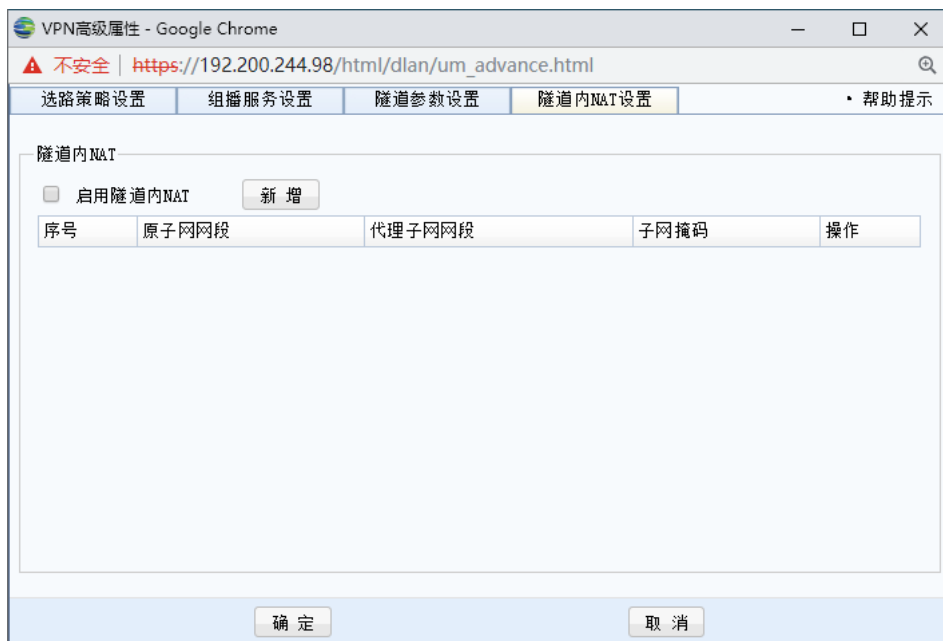 VPN高级属性 - Google Chrome
不安全 | https://192.200.244.98/html/dlan/um_advance.html
选路策略设置 组播服务设置 隧道参数设置 隧道内NAT设置 · 帮助提示
隧道内NAT
启用隧道内NAT 新 增
序号 原子网网段 代理子网网段 子网掩码 操作
确 定 取 消